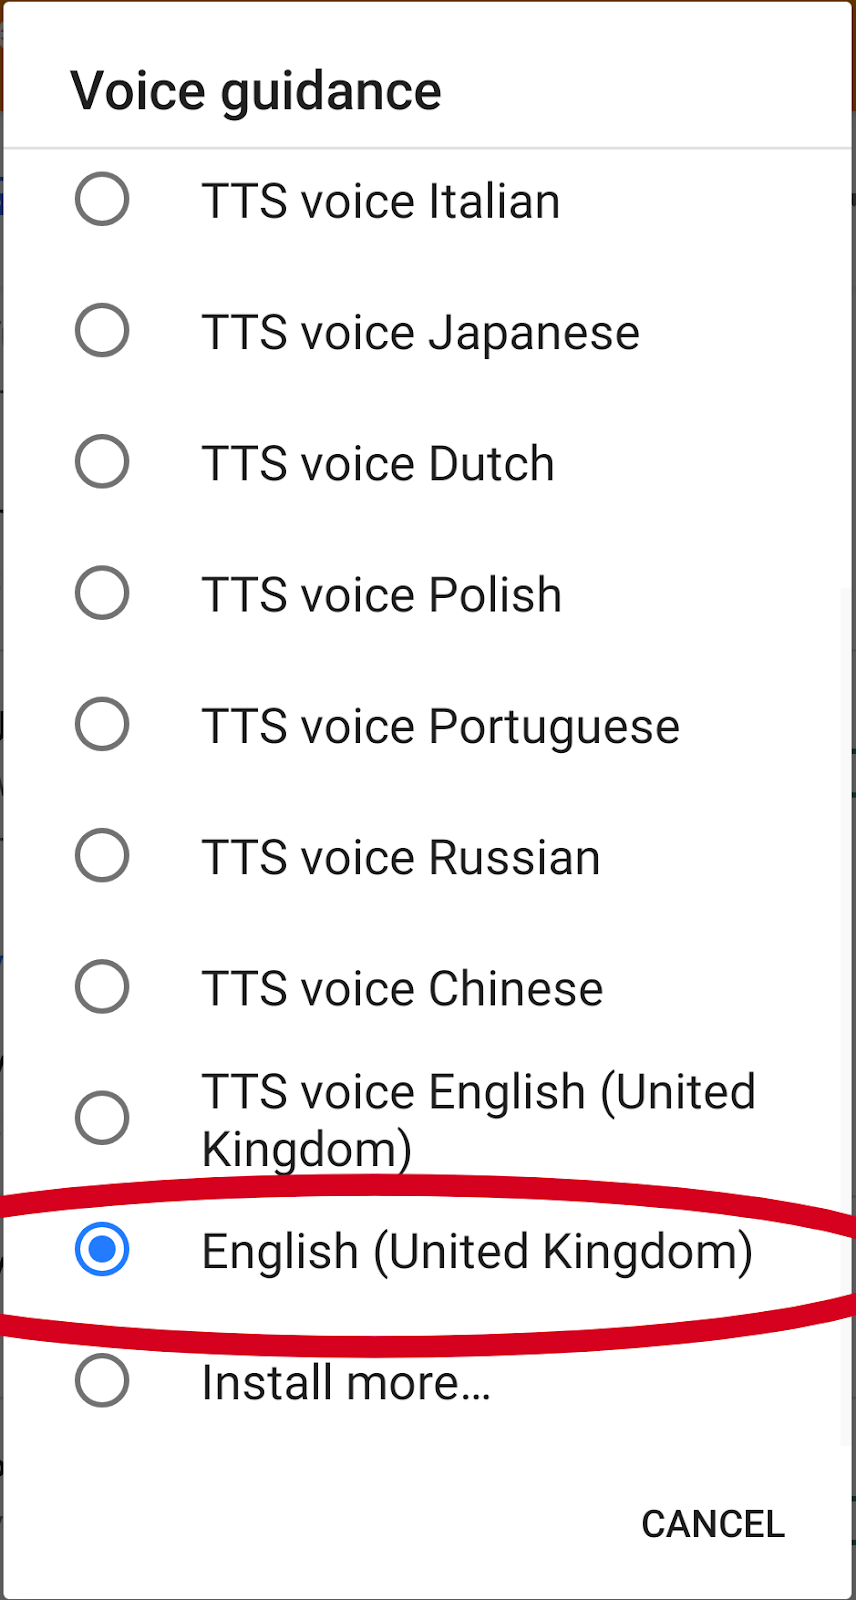 Voice guidance
TTS voice Italian
TTS voice Japanese
TTS voice Dutch
TTS voice Polish
TTS voice Portuguese
TTS voice Russian
TTS voice Chinese
TTS voice English (United
Kingdom)
English (United Kingdom)
Install more...
CANCEL